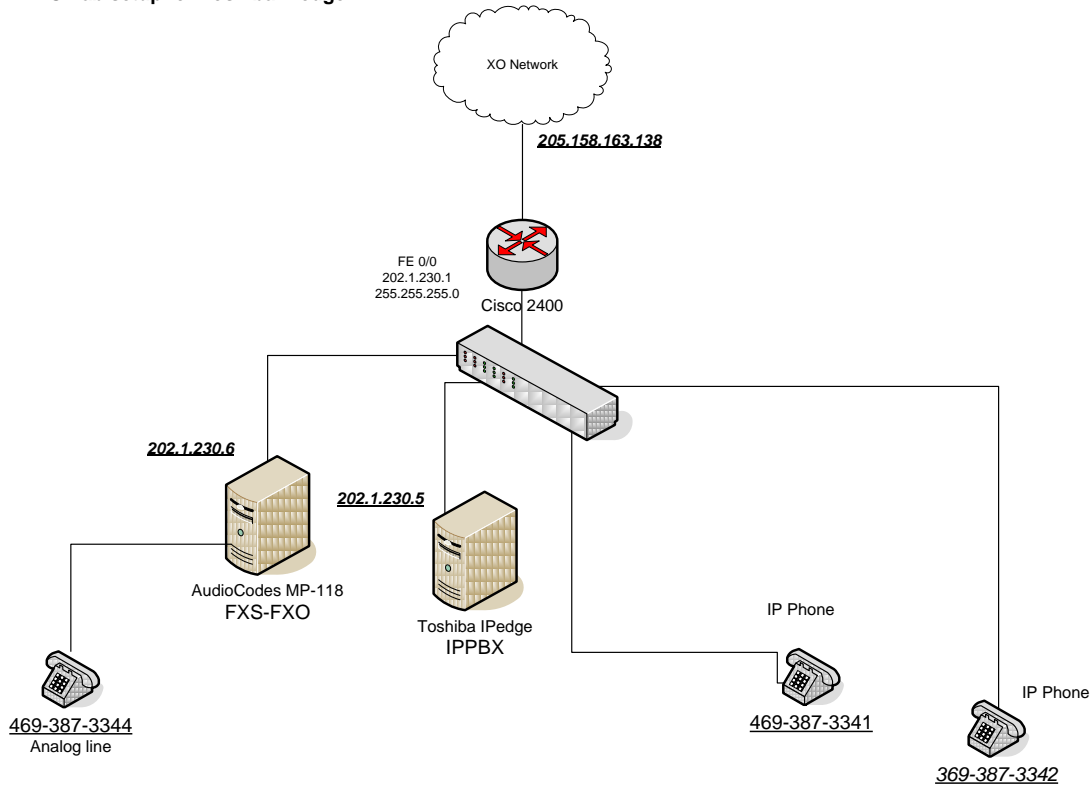 XO Network
205.158.163.138
FE 0/0
202.1.230.1
255.255.255.0
Cisco 2400
202.1.230.6
202.1.230.5
AudioCodes MP-118
FXS-FXO
Toshiba IPedge
IPPBX
IP Phone
IP Phone
469-387-3344
Analog line
469-387-3341
369-387-3342